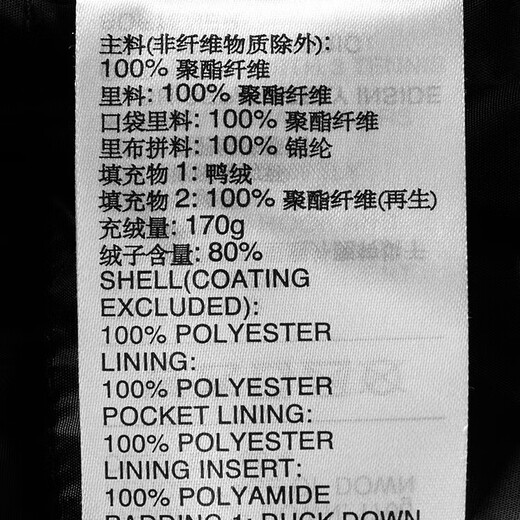 主料(非纤维物质除外):
100% 聚酯纤维
里料: 100% 聚酯纤维
口袋里料: 100% 聚酯纤维
里布拼料: 100% 锦纶
填充物 1: 鸭绒
填充物 2: 100% 聚酯纤维(再生)
充绒量: 170g
绒子含量: 80%
SHELL(COATING
EXCLUDED):
100% POLYESTER
LINING:
100% POLYESTER
POCKET LINING:
100% POLYESTER
LINING INSERT:
100% POLYAMIDE
PADDING 1: DUCK DOWN